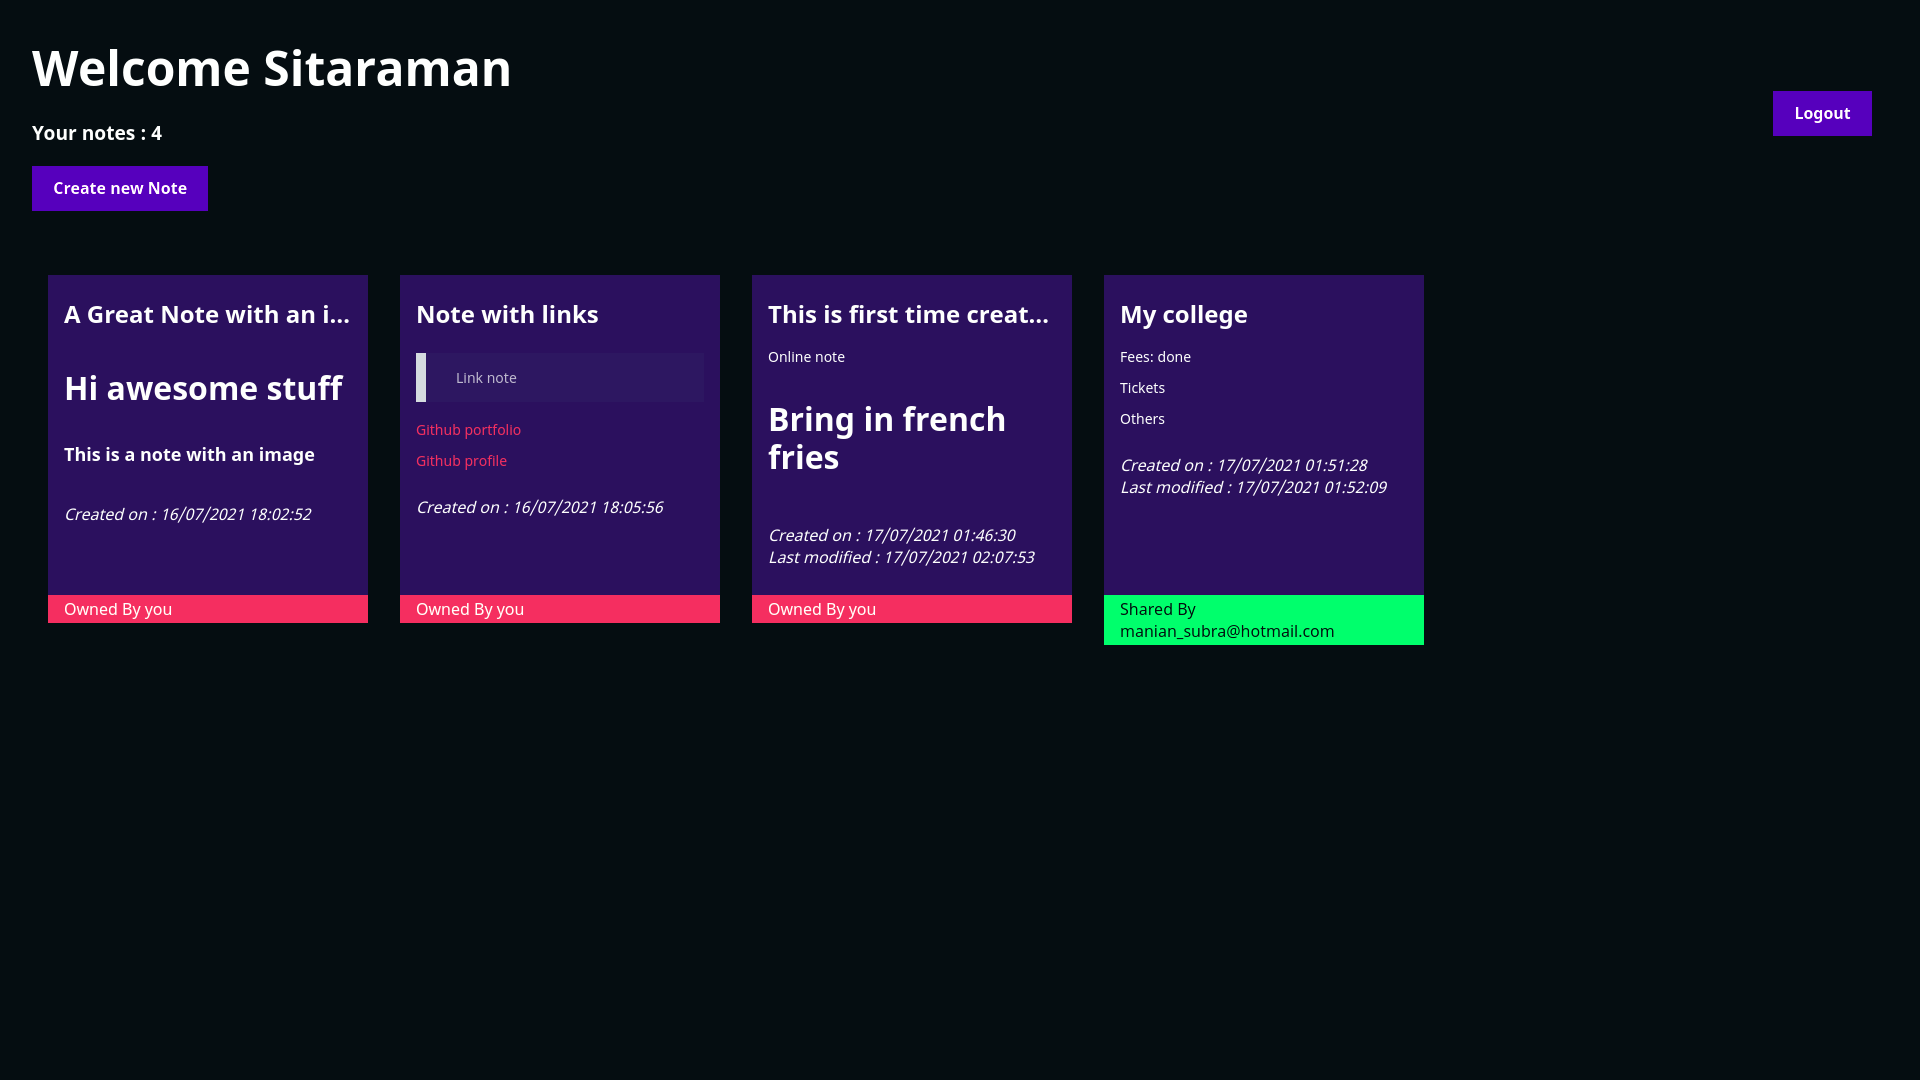 Welcome Sitaraman
Your notes : 4
Logout
Create new Note
A Great Note with an i...
Hi awesome stuff
This is a note with an image
Created on : 16/07/2021 18:02:52
Owned By you
Note with links
Link note
Github portfolio
Github profile
Created on : 16/07/2021 18:05:56
Owned By you
This is first time creat...
Online note
Bring in french
fries
Created on : 17/07/2021 01:46:30
Last modified : 17/07/2021 02:07:53
Owned By you
My college
Fees: done
Tickets
Others
Created on : 17/07/2021 01:51:28
Last modified : 17/07/2021 01:52:09
Shared By
manian_subra@hotmail.com